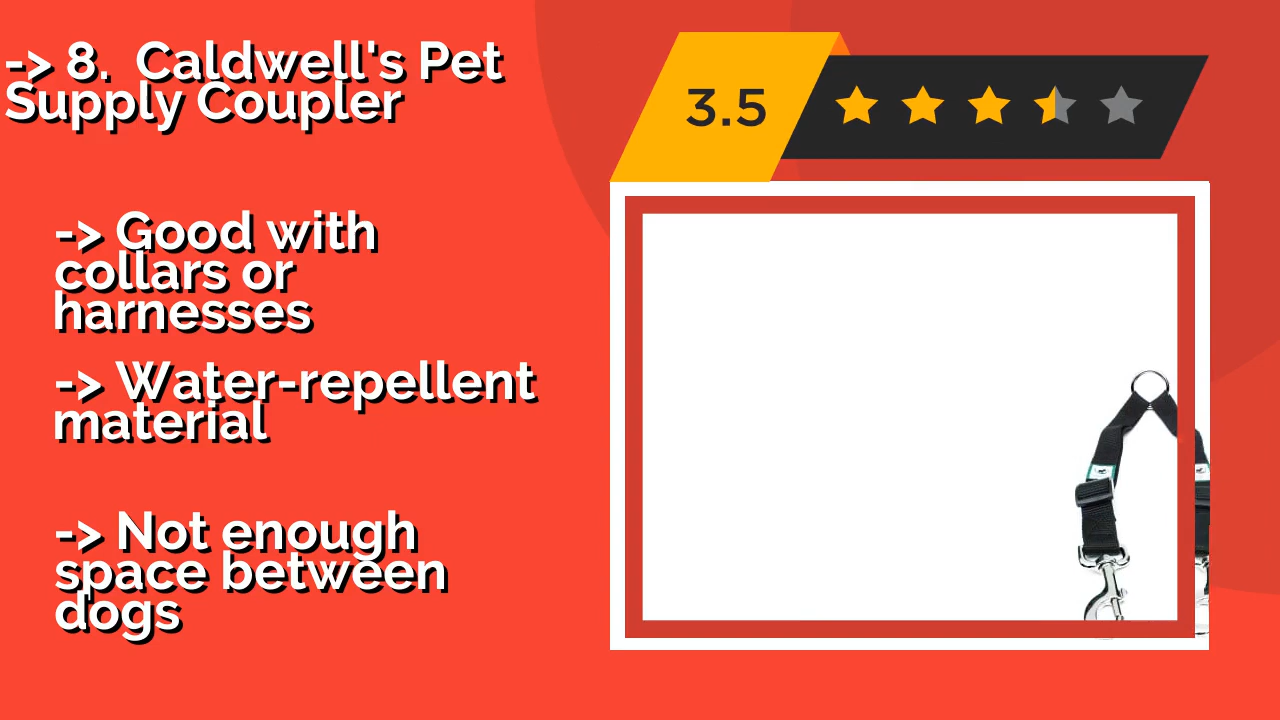 -> 8.  Caldwell's Pet
Supply Coupler
3.5
-> Good with
collars or
harnesses
-> Water-repellent
material
-> Not enough
space between
dogs